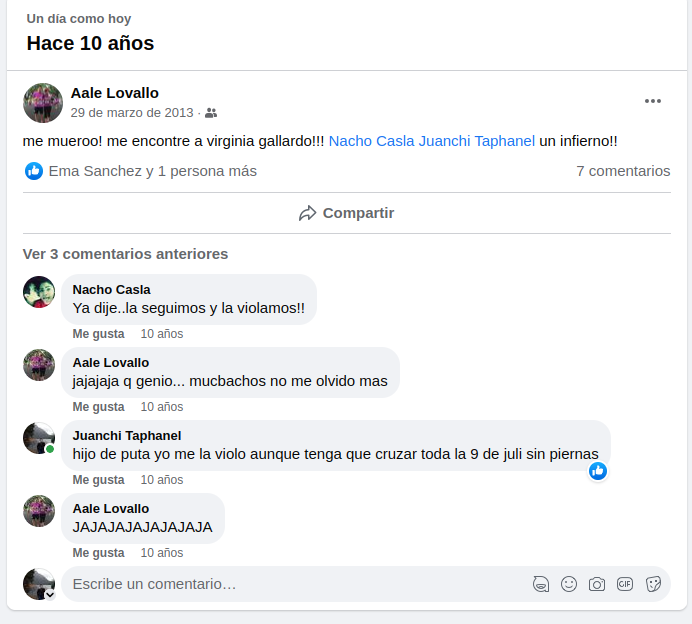 Un día como hoy
Hace 10 años
Aale Lovallo
29 de marzo de 2013 ·
me mueroo! me encontre a virginia gallardo!!! Nacho Casla Juanchi Taphanel un infierno!!
Ema Sanchez y 1 persona más
7 comentarios
Compartir
Ver 3 comentarios anteriores
Nacho Casla
Ya dije..la seguimos y la violamos!!
Me gusta 10 años
Aale Lovallo
jajajaja q genio... mucbachos no me olvido mas
Me gusta 10 años
Juanchi Taphanel
hijo de puta yo me la violo aunque tenga que cruzar toda la 9 de juli sin piernas
Me gusta 10 años
Aale Lovallo
JAJAJAJAJAJAJAJA
Me gusta 10 años
Escribe un comentario…
GIF